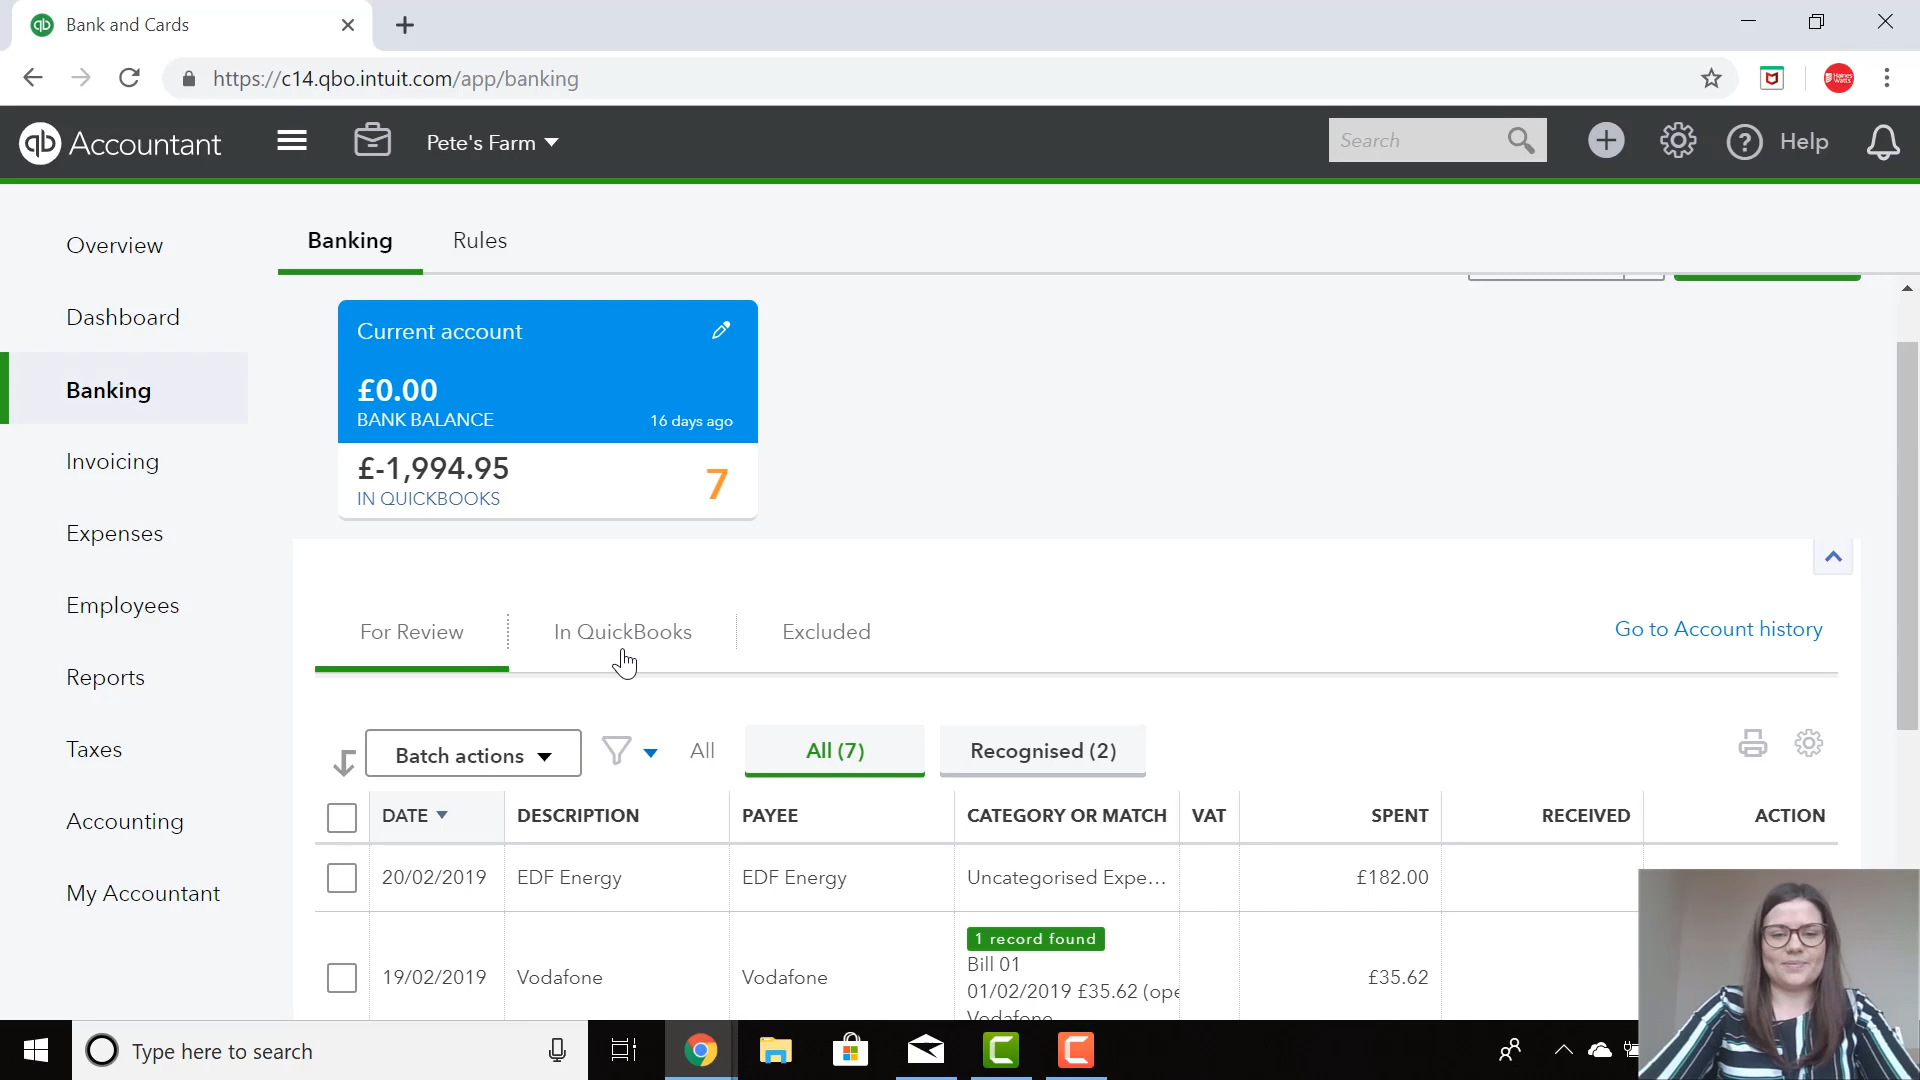 Bank and Cards
https://c14.qbo.intuit.com/app/banking
qb Accountant
Pete's Farm
Search
Help
Overview
Dashboard
Banking
Invoicing
Expenses
Employees
Reports
Taxes
Accounting
My Accountant
Banking
Rules
Current account
£0.00
BANK BALANCE
16 days ago
£-1,994.95
IN QUICKBOOKS
7
For Review
In QuickBooks
Excluded
Go to Account history
Batch actions
All
All (7)
Recognised (2)
DATE DESCRIPTION PAYEE CATEGORY OR MATCH VAT SPENT RECEIVED ACTION
20/02/2019 EDF Energy EDF Energy Uncategorised Expe... £182.00
1 record found
Bill 01
19/02/2019 Vodafone Vodafone £35.62
01/02/2019 £35.62 (ope
Vodafone
Type here to search